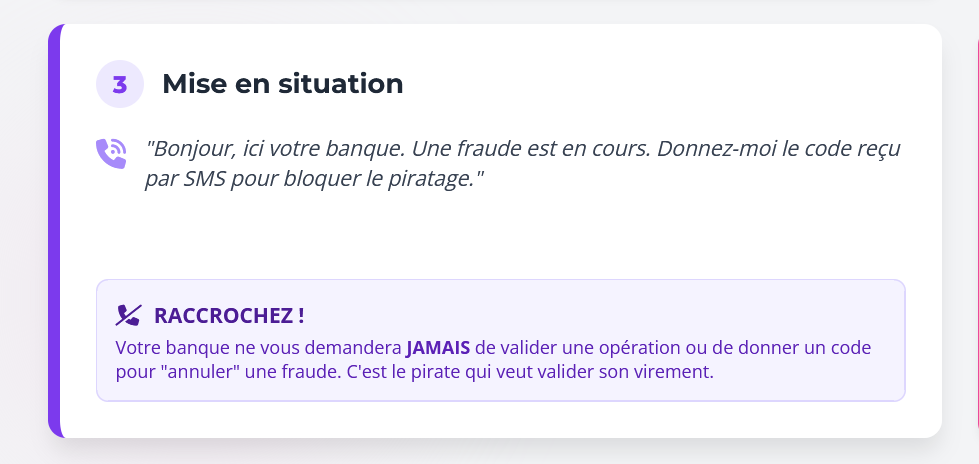 3
Mise en situation
"Bonjour, ici votre banque. Une fraude est en cours. Donnez-moi le code reçu
par SMS pour bloquer le piratage."
RACCROCHEZ !
Votre banque ne vous demandera JAMAIS de valider une opération ou de donner un code
pour "annuler" une fraude. C'est le pirate qui veut valider son virement.